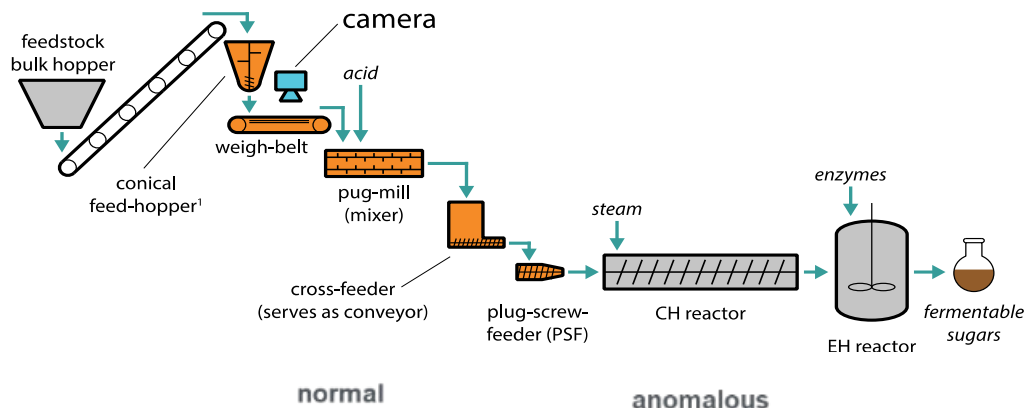 camera
feedstock
bulk hopper
acid
weigh-belt
conical
feed-hopper¹
pug-mill
(mixer)
enzymes
steam
cross-feeder
(serves as conveyor)
plug-screw-
feeder (PSF)
CH reactor
EH reactor
fermentable
sugars
normal
anomalous